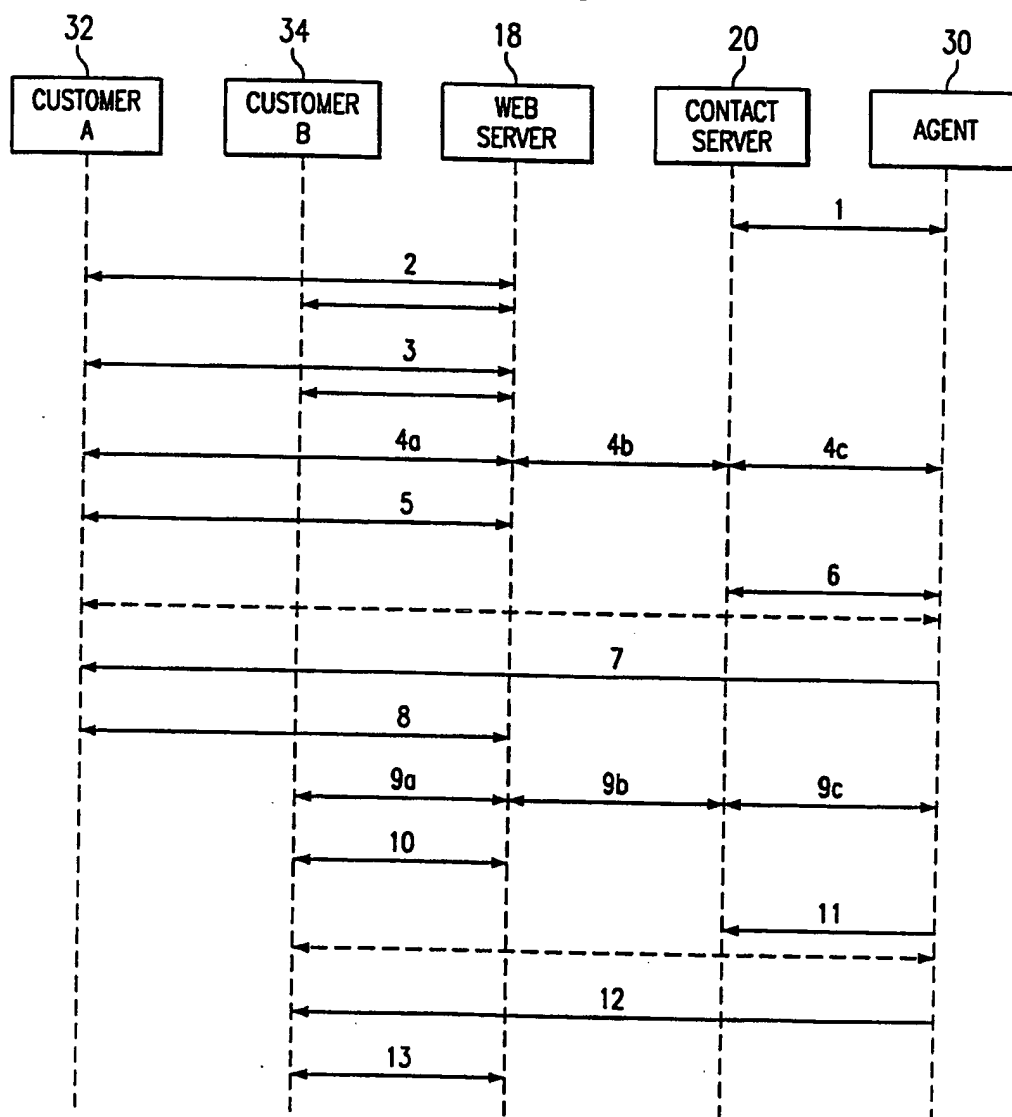 32 34 18 20 30
CUSTOMER A
CUSTOMER B
WEB SERVER
CONTACT SERVER
AGENT
1
2
3
4a 4b 4c
5
6
7
8
9a 9b 9c
10
11
12
13